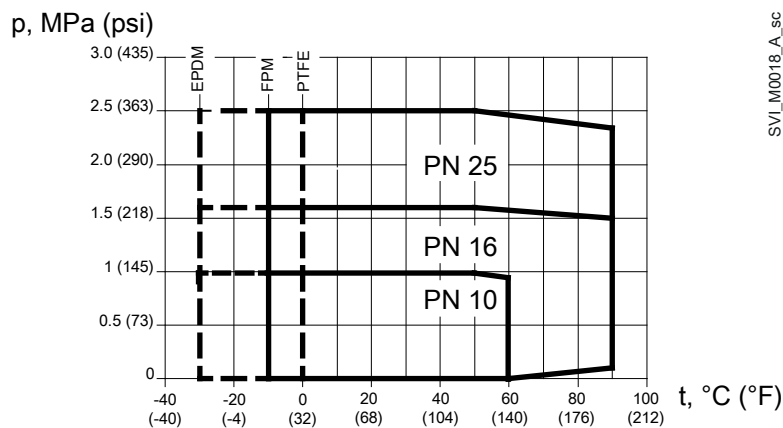 p, MPa (psi)
SVI_M0018_A_sc
3.0 (435)
EPDM
FPM
PTFE
2.5 (363)
2.0 (290)
PN 25
1.5 (218)
PN 16
1 (145)
PN 10
0.5 (73)
0
-40 -20 0 20 40 60 80 100
t, °C (°F)
(-40) (-4) (32) (68) (104) (140) (176) (212)